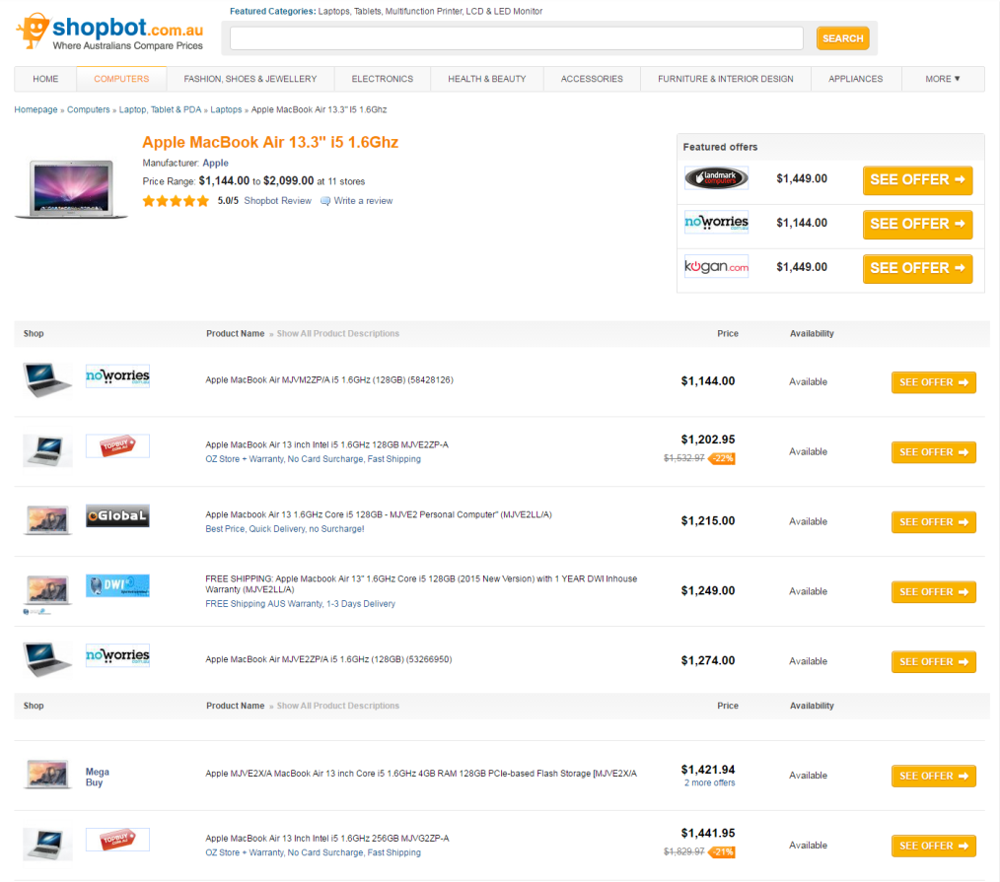 shopbot.com.au
Where Australians Compare Prices
Featured Categories: Laptops, Tablets, Multifunction Printer, LCD & LED Monitor
SEARCH
HOME COMPUTERS FASHION, SHOES & JEWELLERY ELECTRONICS HEALTH & BEAUTY ACCESSORIES FURNITURE & INTERIOR DESIGN APPLIANCES MORE ▼
Homepage » Computers » Laptop, Tablet & PDA » Laptops » Apple MacBook Air 13.3" I5 1.6Ghz
Apple MacBook Air 13.3" i5 1.6Ghz
Manufacturer: Apple
Price Range: $1,144.00 to $2,099.00 at 11 stores
5.0/5 Shopbot Review Write a review
Featured offers
landmark computers $1,449.00 SEE OFFER
noworries .com.au $1,144.00 SEE OFFER
kogan.com $1,449.00 SEE OFFER
Shop Product Name » Show All Product Descriptions Price Availability
noworries .com.au Apple MacBook Air MJVM2ZP/A i5 1.6GHz (128GB) (58428126) $1,144.00 Available SEE OFFER
TOPBUY .COM.AU Apple MacBook Air 13 inch Intel i5 1.6GHz 128GB MJVE2ZP-A $1,202.95 Available SEE OFFER
OZ Store + Warranty, No Card Surcharge, Fast Shipping $1,532.97 -22%
GlobaL Apple Macbook Air 13 1.6GHz Core i5 128GB - MJVE2 Personal Computer" (MJVE2LL/A) $1,215.00 Available SEE OFFER
Best Price, Quick Delivery, no Surcharge!
DWI FREE SHIPPING: Apple Macbook Air 13" 1.6GHz Core i5 128GB (2015 New Version) with 1 YEAR DWI Inhouse
Warranty (MJVE2LL/A) $1,249.00 Available SEE OFFER
FREE Shipping AUS Warranty, 1-3 Days Delivery
noworries .com.au Apple MacBook Air MJVE2ZP/A i5 1.6GHz (128GB) (53266950) $1,274.00 Available SEE OFFER
Shop Product Name » Show All Product Descriptions Price Availability
Mega Buy Apple MJVE2X/A MacBook Air 13 inch Core i5 1.6GHz 4GB RAM 128GB PCIe-based Flash Storage [MJVE2X/A $1,421.94 Available SEE OFFER
2 more offers
TOPBUY .COM.AU Apple MacBook Air 13 Inch Intel i5 1.6GHz 256GB MJVG2ZP-A $1,441.95 Available SEE OFFER
OZ Store + Warranty, No Card Surcharge, Fast Shipping $1,829.97 -21%